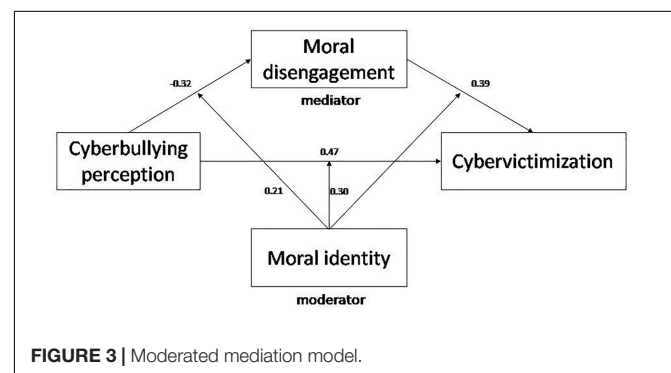 Moral
disengagement
mediator
-0.32
0.39
Cyberbullying
perception
0.47
Cybervictimization
0.21
0.30
Moral identity
moderator
FIGURE 3 | Moderated mediation model.